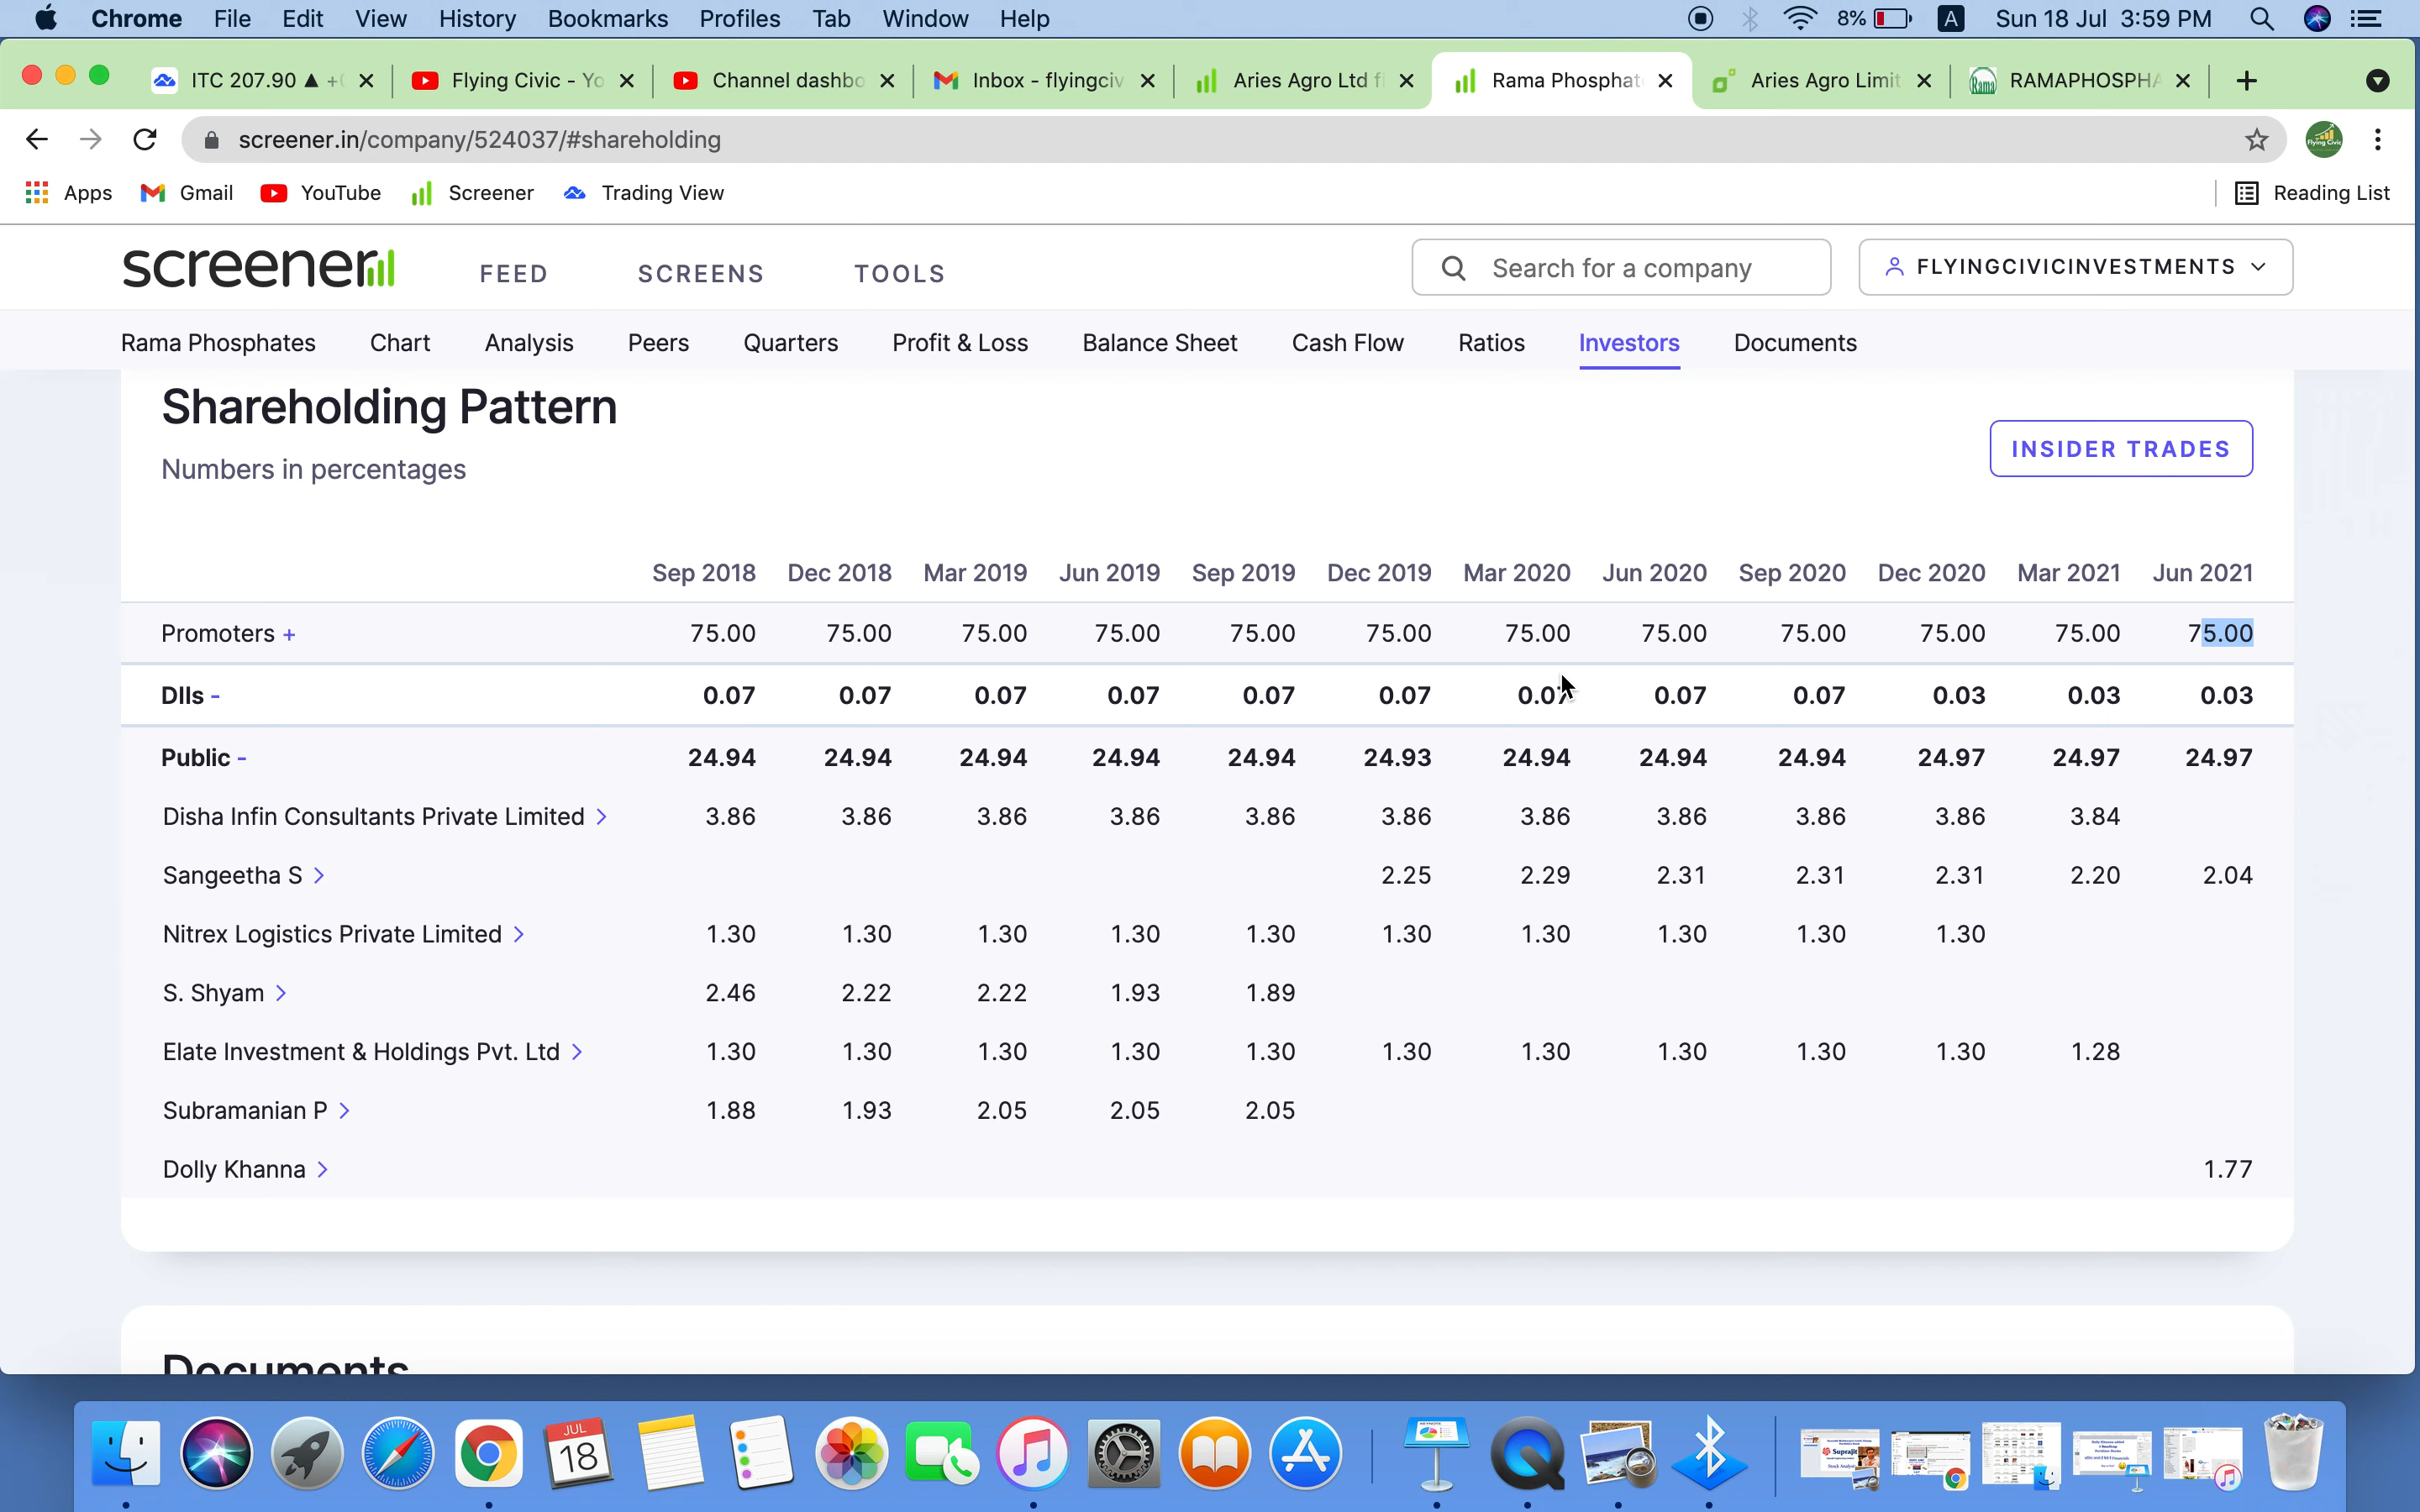 Chrome File Edit View History Bookmarks Profiles Tab Window Help 8% A Sun 18 Jul 3:59 PM
ITC 207.90 ▲ +( Flying Civic - Yo Channel dashbo Inbox - flyingciv Aries Agro Ltd fi Rama Phosphat Aries Agro Limit RAMAPHOSPHA
screener.in/company/524037/#shareholding
Apps Gmail YouTube Screener Trading View Reading List
screener FEED SCREENS TOOLS Search for a company FLYINGCIVICINVESTMENTS
Rama Phosphates Chart Analysis Peers Quarters Profit & Loss Balance Sheet Cash Flow Ratios Investors Documents
Shareholding Pattern
INSIDER TRADES
Numbers in percentages
Sep 2018 Dec 2018 Mar 2019 Jun 2019 Sep 2019 Dec 2019 Mar 2020 Jun 2020 Sep 2020 Dec 2020 Mar 2021 Jun 2021
Promoters + 75.00 75.00 75.00 75.00 75.00 75.00 75.00 75.00 75.00 75.00 75.00 75.00
DIIs - 0.07 0.07 0.07 0.07 0.07 0.07 0.07 0.07 0.07 0.03 0.03 0.03
Public - 24.94 24.94 24.94 24.94 24.94 24.93 24.94 24.94 24.94 24.97 24.97 24.97
Disha Infin Consultants Private Limited > 3.86 3.86 3.86 3.86 3.86 3.86 3.86 3.86 3.86 3.86 3.84
Sangeetha S > 2.25 2.29 2.31 2.31 2.31 2.20 2.04
Nitrex Logistics Private Limited > 1.30 1.30 1.30 1.30 1.30 1.30 1.30 1.30 1.30 1.30
S. Shyam > 2.46 2.22 2.22 1.93 1.89
Elate Investment & Holdings Pvt. Ltd > 1.30 1.30 1.30 1.30 1.30 1.30 1.30 1.30 1.30 1.30 1.28
Subramanian P > 1.88 1.93 2.05 2.05 2.05
Dolly Khanna > 1.77
Documents
JUL
18